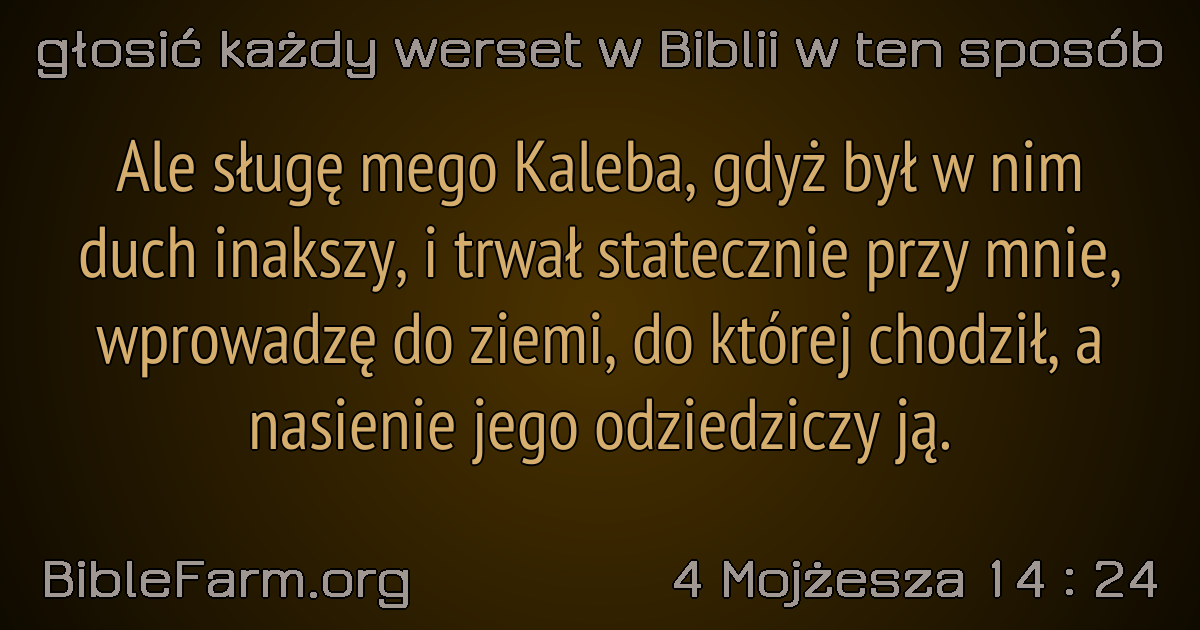 głosić każdy werset w Biblii w ten sposób
Ale sługę mego Kaleba, gdyż był w nim
duch inakszy, i trwał statecznie przy mnie,
wprowadzę do ziemi, do której chodził, a
nasienie jego odziedziczy ją.
BibleFarm.org
4 Mojżesza 14 : 24